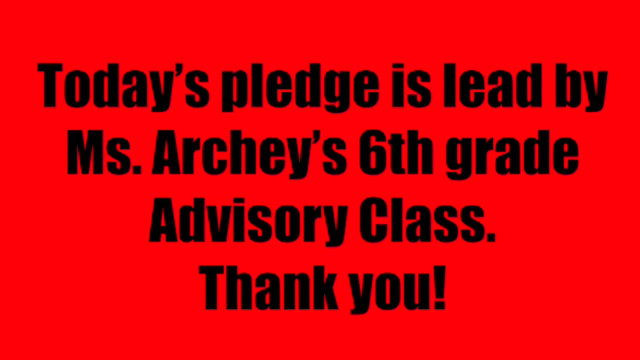 Today’s pledge is lead by
Ms. Archey’s 6th grade
Advisory Class.
Thank you!